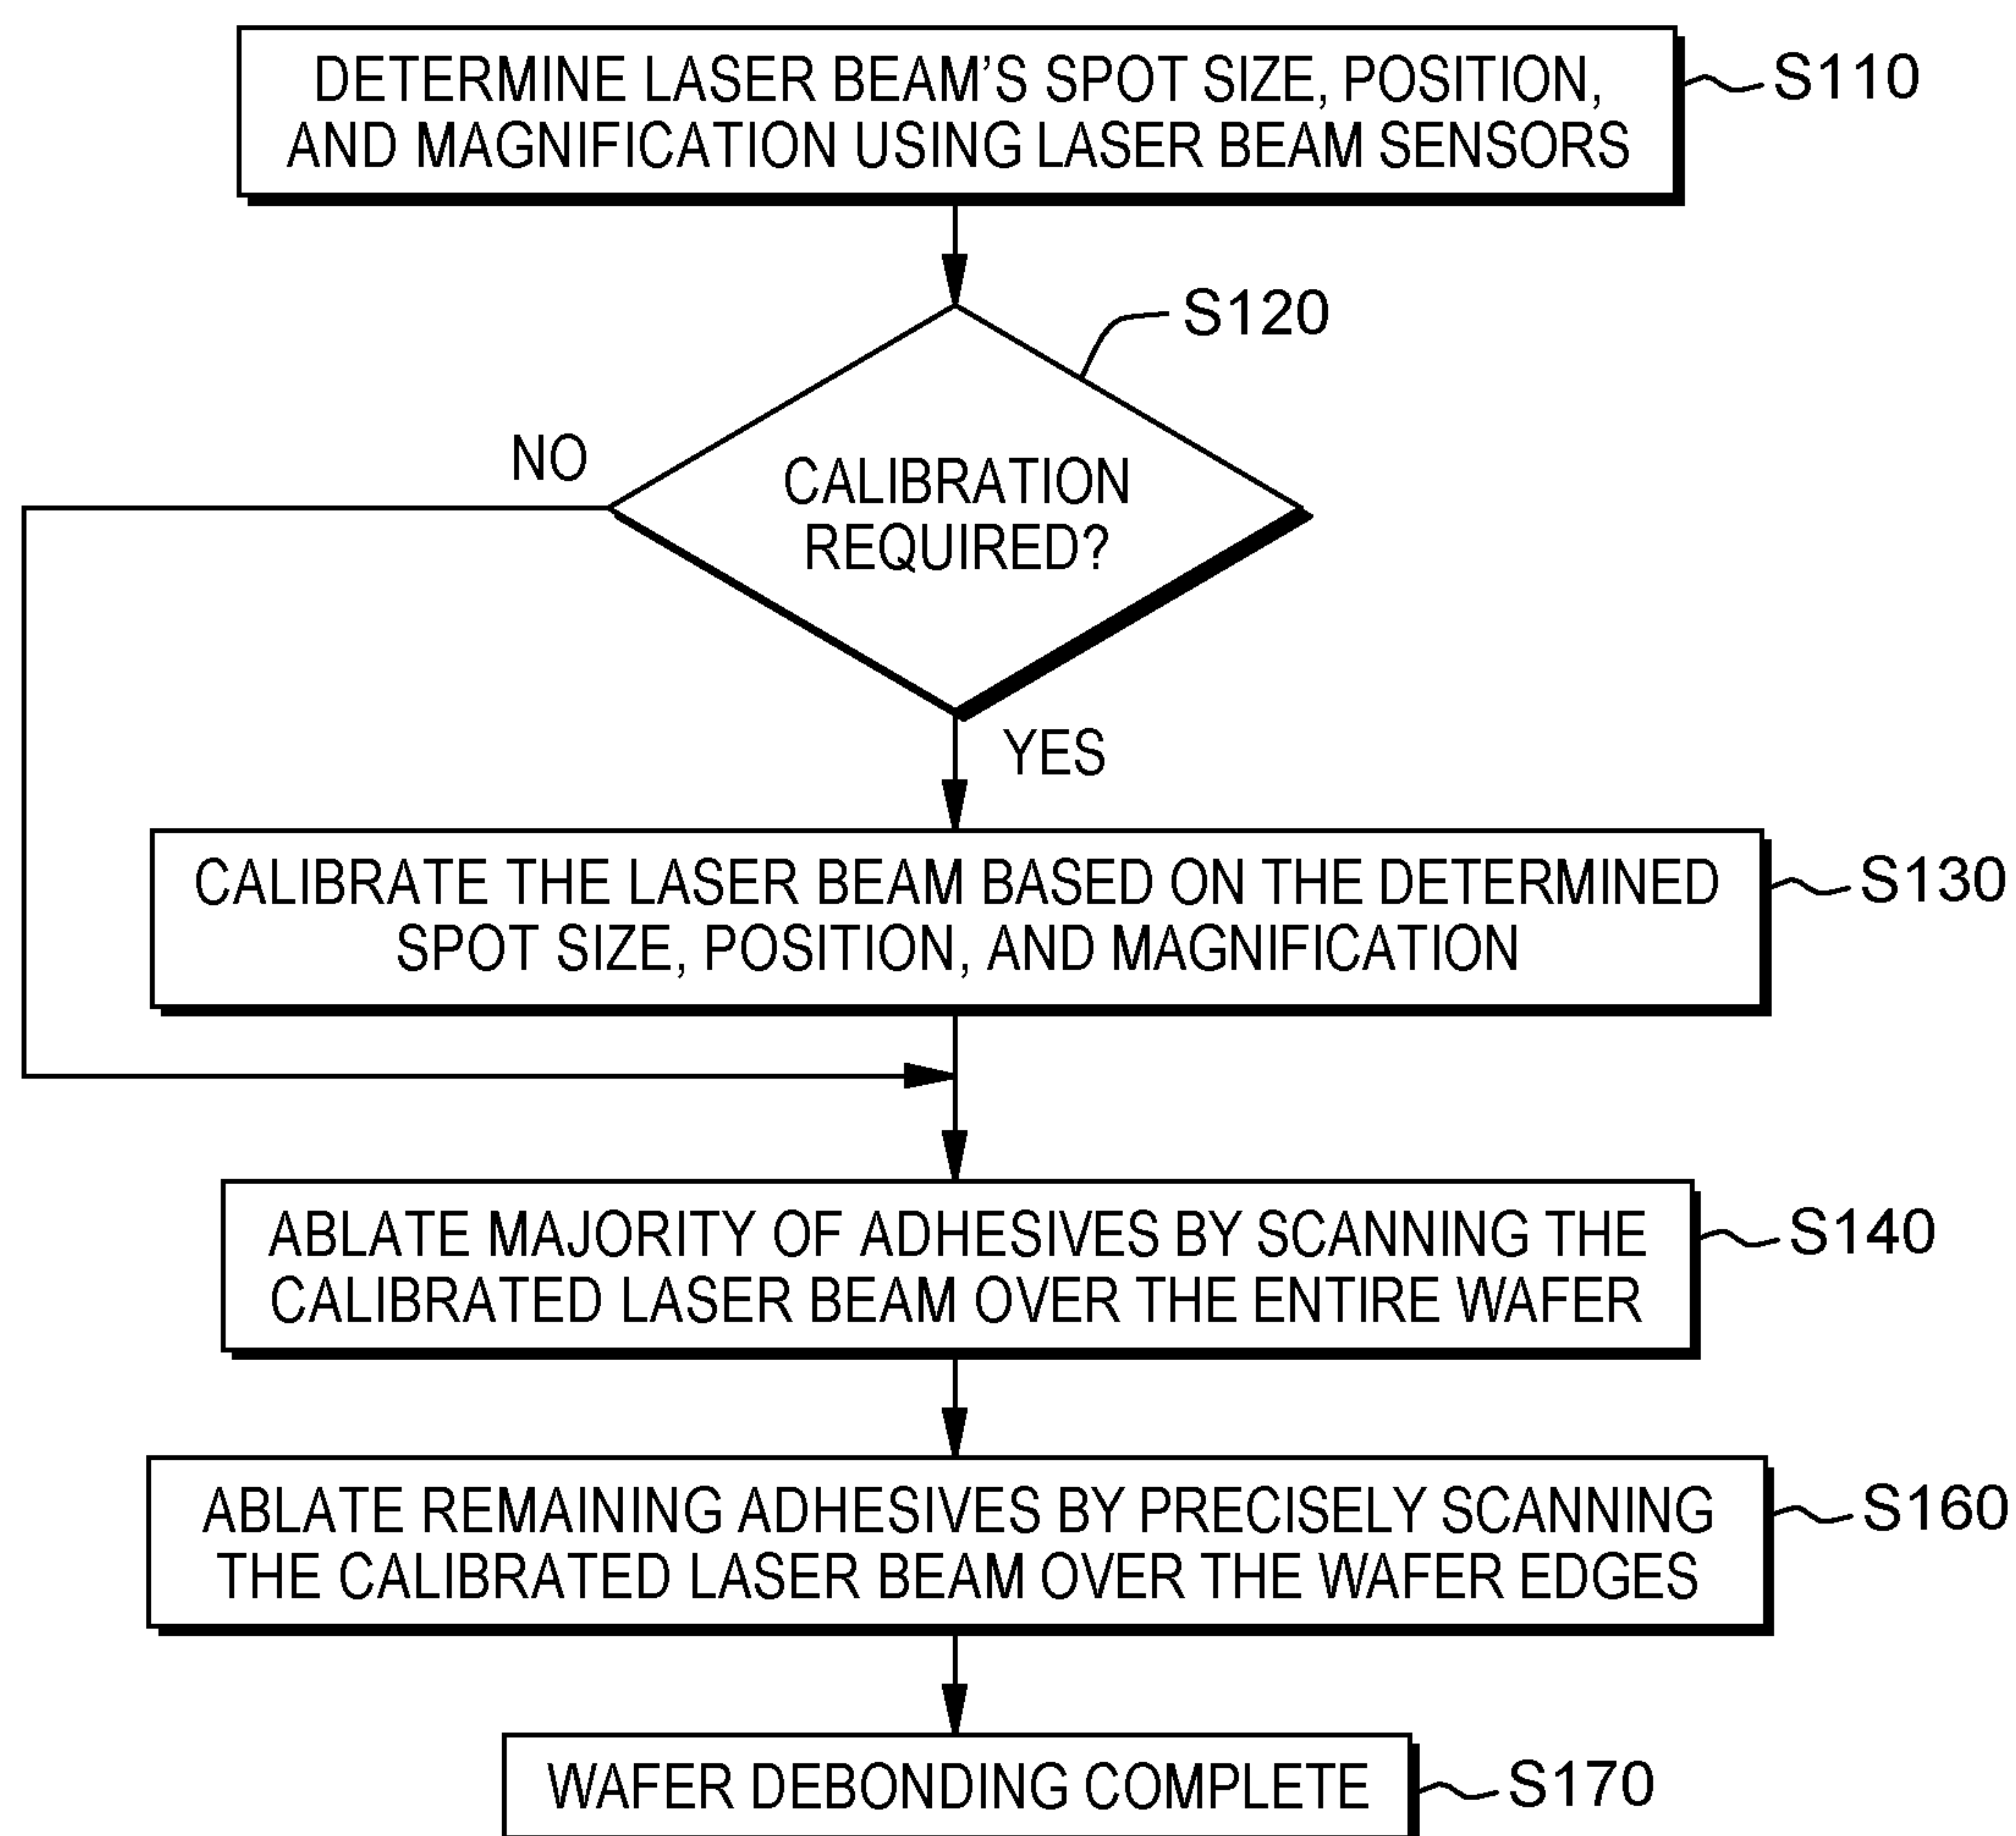 DETERMINE LASER BEAM'S SPOT SIZE, POSITION,
AND MAGNIFICATION USING LASER BEAM SENSORS
S110
S120
CALIBRATION
REQUIRED?
NO
YES
CALIBRATE THE LASER BEAM BASED ON THE DETERMINED
SPOT SIZE, POSITION, AND MAGNIFICATION
S130
ABLATE MAJORITY OF ADHESIVES BY SCANNING THE
CALIBRATED LASER BEAM OVER THE ENTIRE WAFER
S140
ABLATE REMAINING ADHESIVES BY PRECISELY SCANNING
THE CALIBRATED LASER BEAM OVER THE WAFER EDGES
S160
WAFER DEBONDING COMPLETE
S170